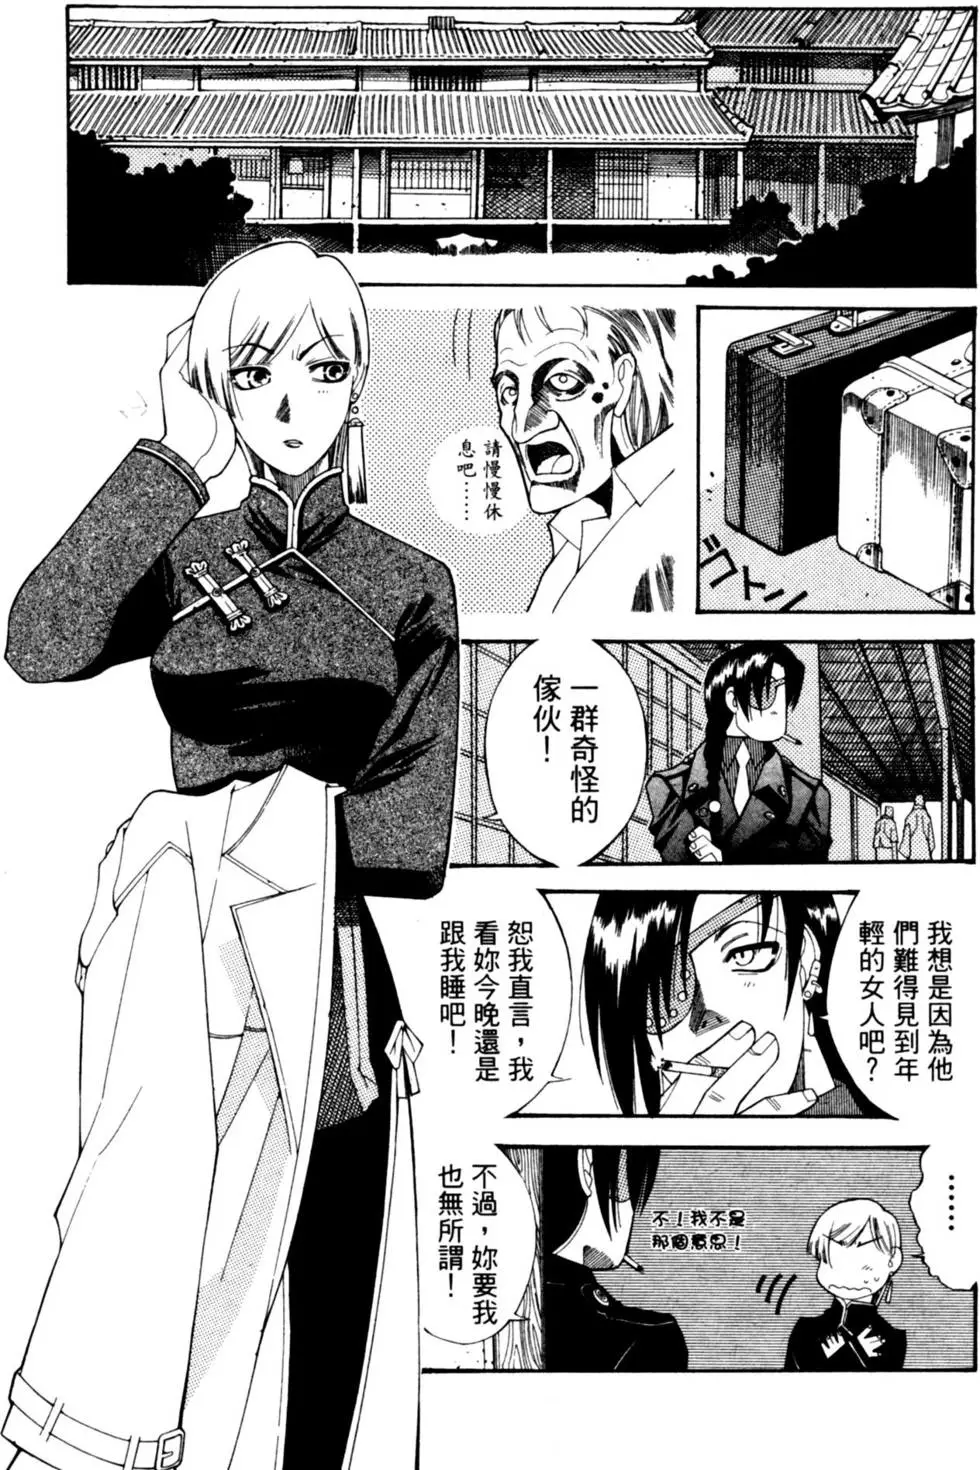 ゴトン
請慢慢休
息吧……
一群奇怪的
傢伙！
我想是因為他
們難得見到年
輕的女人吧？
恕我直言，我
看妳今晚還是
跟我睡吧！
……
不！我不是
那個意思！
不過，妳要我
也無所謂！